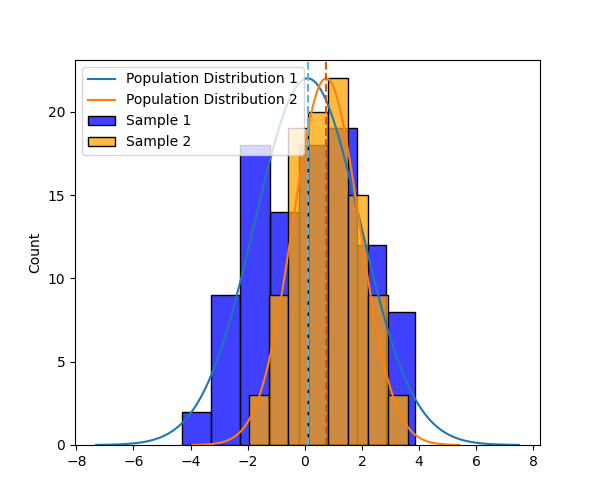 Population Distribution 1
Population Distribution 2
Sample 1
Sample 2
Count
20
15
10
5
0
−8 −6 −4 −2 0 2 4 6 8